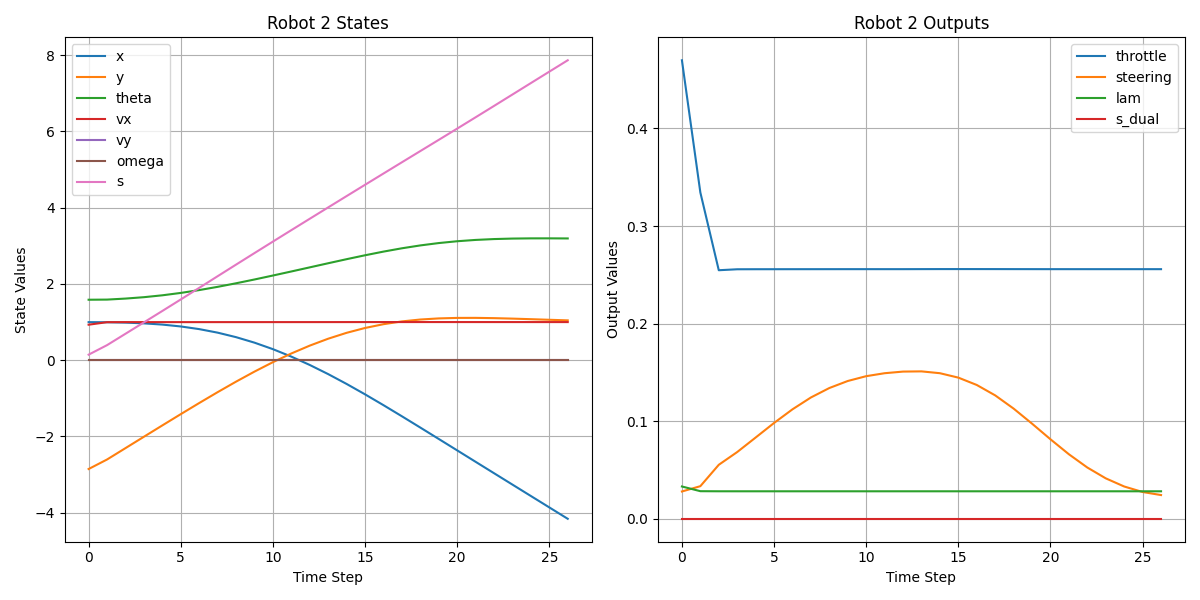 Robot 2 States
x
y
theta
vx
vy
omega
s
8
6
4
2
0
−2
−4
State Values
0 5 10 15 20 25
Time Step
Robot 2 Outputs
throttle
steering
lam
s_dual
0.4
0.3
0.2
0.1
0.0
Output Values
0 5 10 15 20 25
Time Step